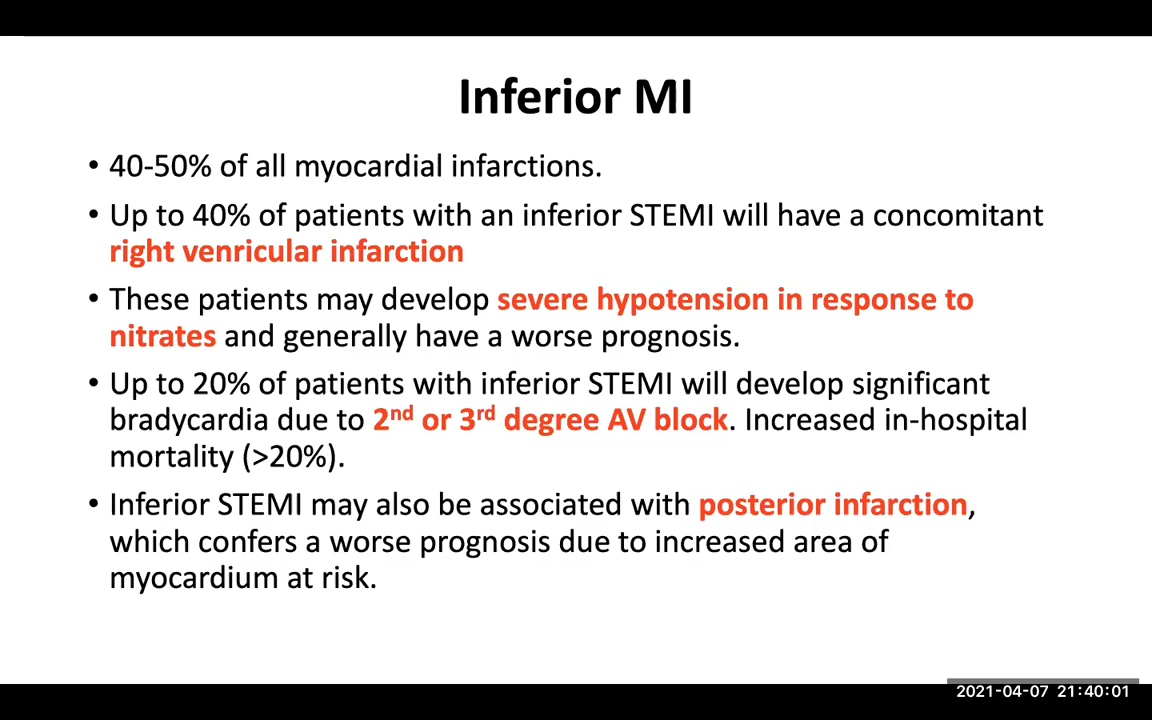 Inferior MI
• 40-50% of all myocardial infarctions.
• Up to 40% of patients with an inferior STEMI will have a concomitant
right venricular infarction
• These patients may develop severe hypotension in response to
nitrates and generally have a worse prognosis.
• Up to 20% of patients with inferior STEMI will develop significant
bradycardia due to 2nd or 3rd degree AV block. Increased in-hospital
mortality (>20%).
• Inferior STEMI may also be associated with posterior infarction,
which confers a worse prognosis due to increased area of
myocardium at risk.
2021-04-07 21:40:01